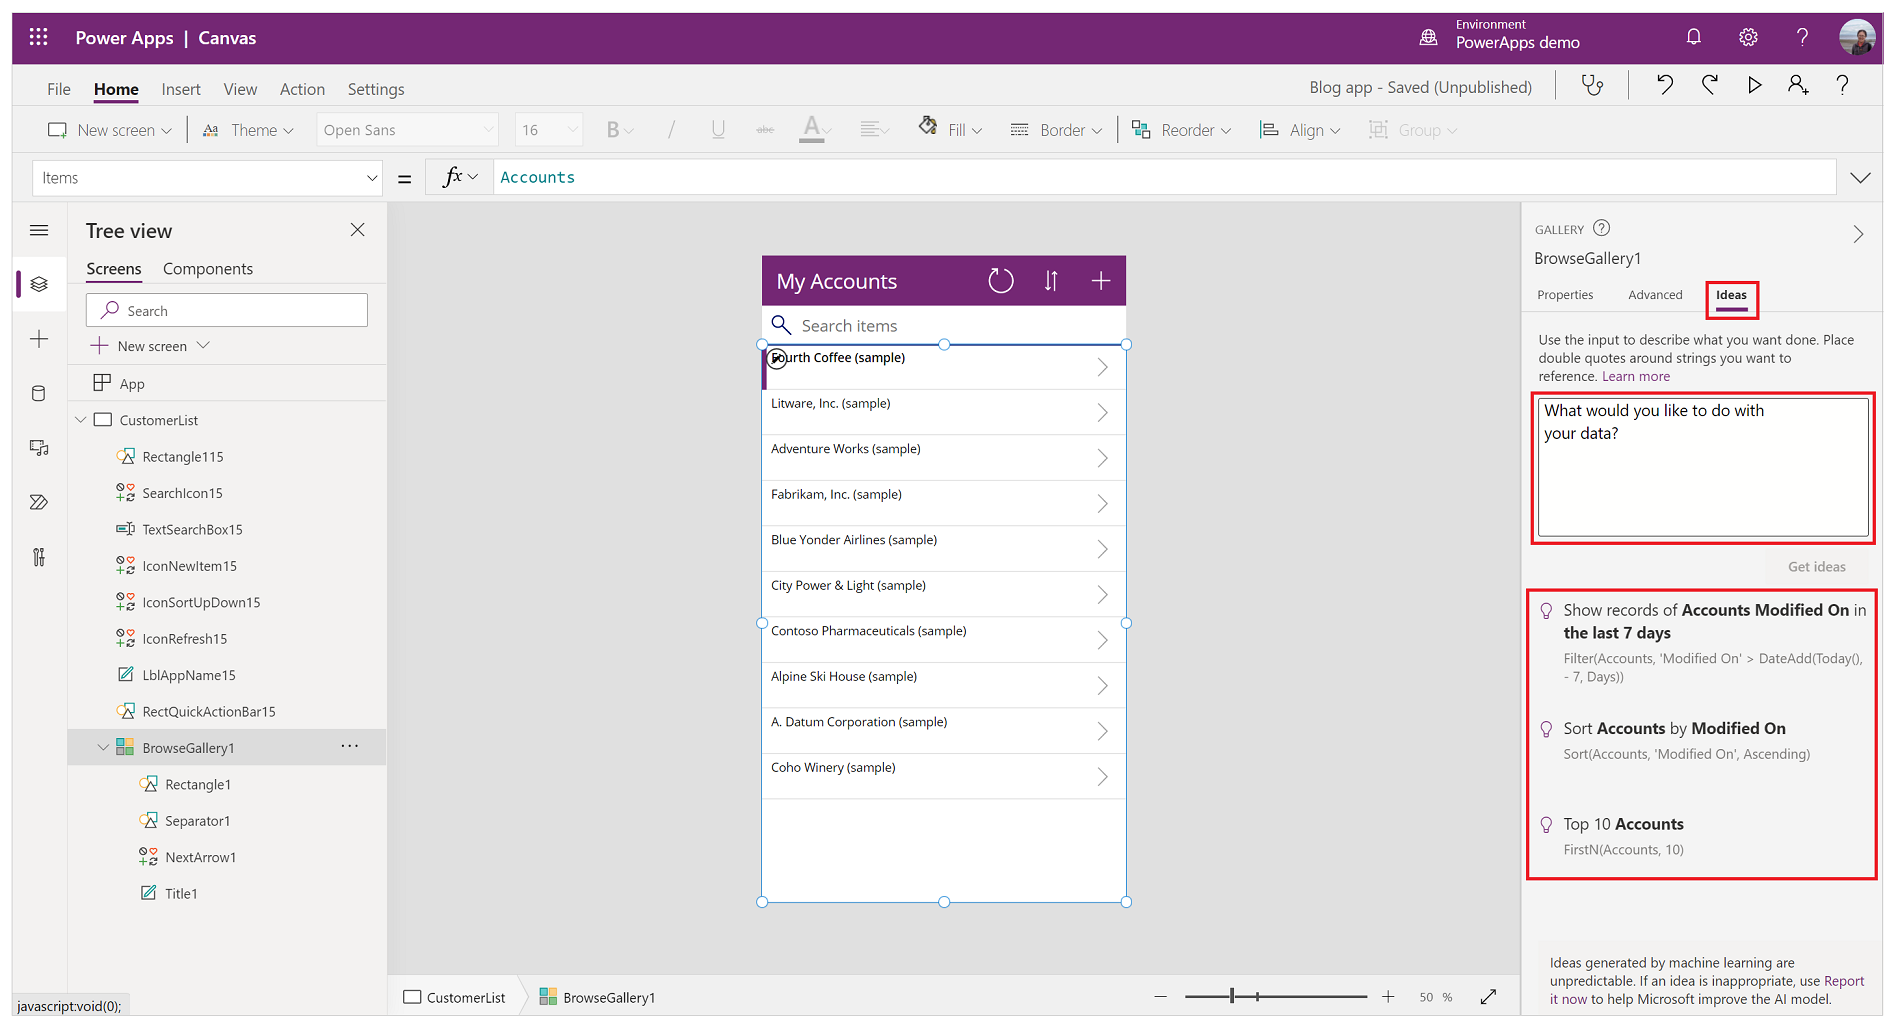 Power Apps | Canvas
Environment
PowerApps demo
File Home Insert View Action Settings
Blog app - Saved (Unpublished)
New screen Theme Open Sans 16 B / U abc A Fill Border Reorder Align Group
Items = fx Accounts
Tree view
Screens Components
Search
New screen
App
CustomerList
Rectangle115
SearchIcon15
TextSearchBox15
IconNewItem15
IconSortUpDown15
IconRefresh15
LblAppName15
RectQuickActionBar15
BrowseGallery1 ...
Rectangle1
Separator1
NextArrow1
Title1
javascript:void(0);
My Accounts
Search items
Fourth Coffee (sample)
Litware, Inc. (sample)
Adventure Works (sample)
Fabrikam, Inc. (sample)
Blue Yonder Airlines (sample)
City Power & Light (sample)
Contoso Pharmaceuticals (sample)
Alpine Ski House (sample)
A. Datum Corporation (sample)
Coho Winery (sample)
CustomerList BrowseGallery1
50 %
GALLERY
BrowseGallery1
Properties Advanced Ideas
Use the input to describe what you want done. Place
double quotes around strings you want to
reference. Learn more
What would you like to do with
your data?
Get ideas
Show records of Accounts Modified On in
the last 7 days
Filter(Accounts, 'Modified On' > DateAdd(Today(),
- 7, Days))
Sort Accounts by Modified On
Sort(Accounts, 'Modified On', Ascending)
Top 10 Accounts
FirstN(Accounts, 10)
Ideas generated by machine learning are
unpredictable. If an idea is inappropriate, use Report
it now to help Microsoft improve the AI model.